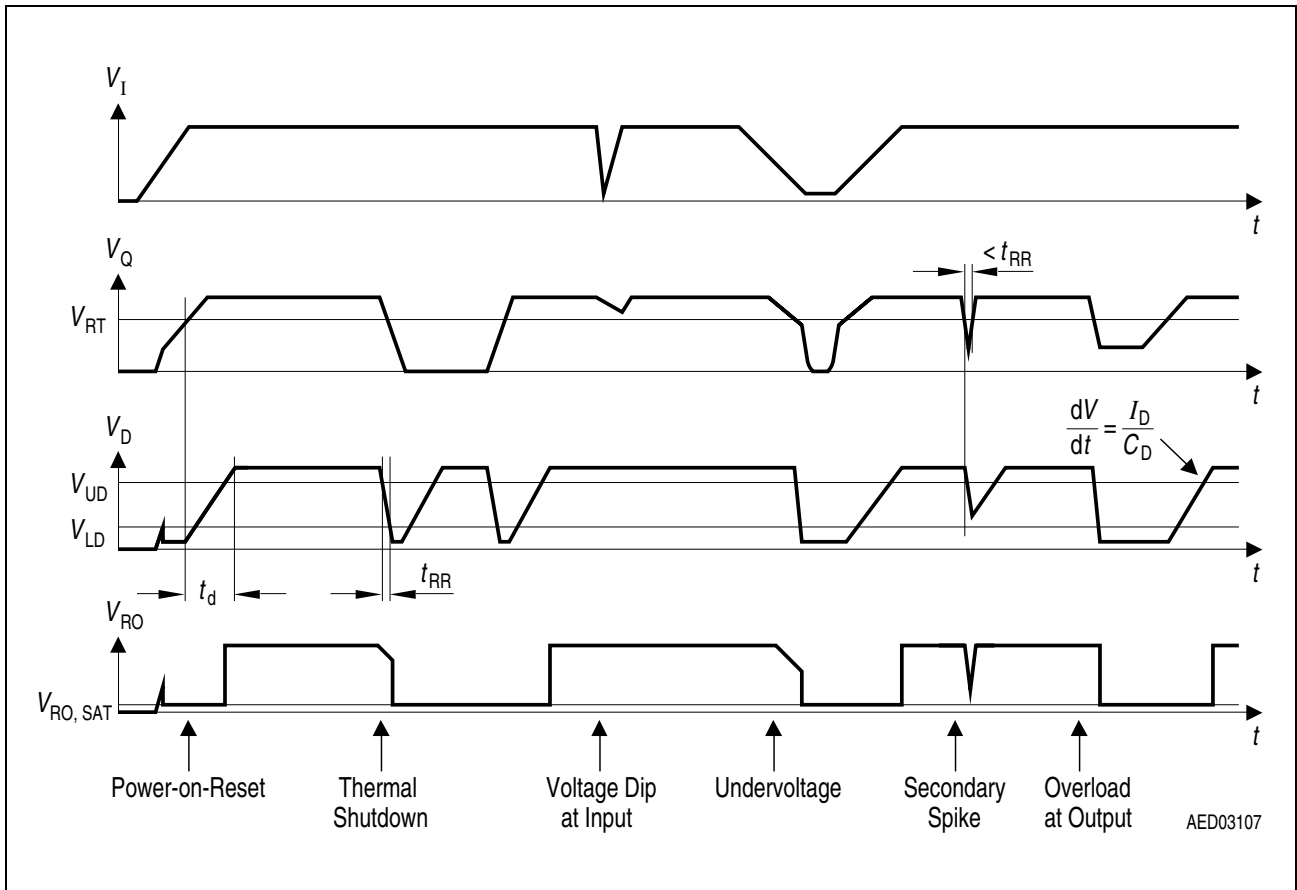 V_I
t
V_Q
< t_RR
V_RT
t
V_D
dV/dt = I_D/C_D
V_UD
V_LD
t
t_d
t_RR
V_RO
V_RO, SAT
t
Power-on-Reset
Thermal
Shutdown
Voltage Dip
at Input
Undervoltage
Secondary
Spike
Overload
at Output
AED03107